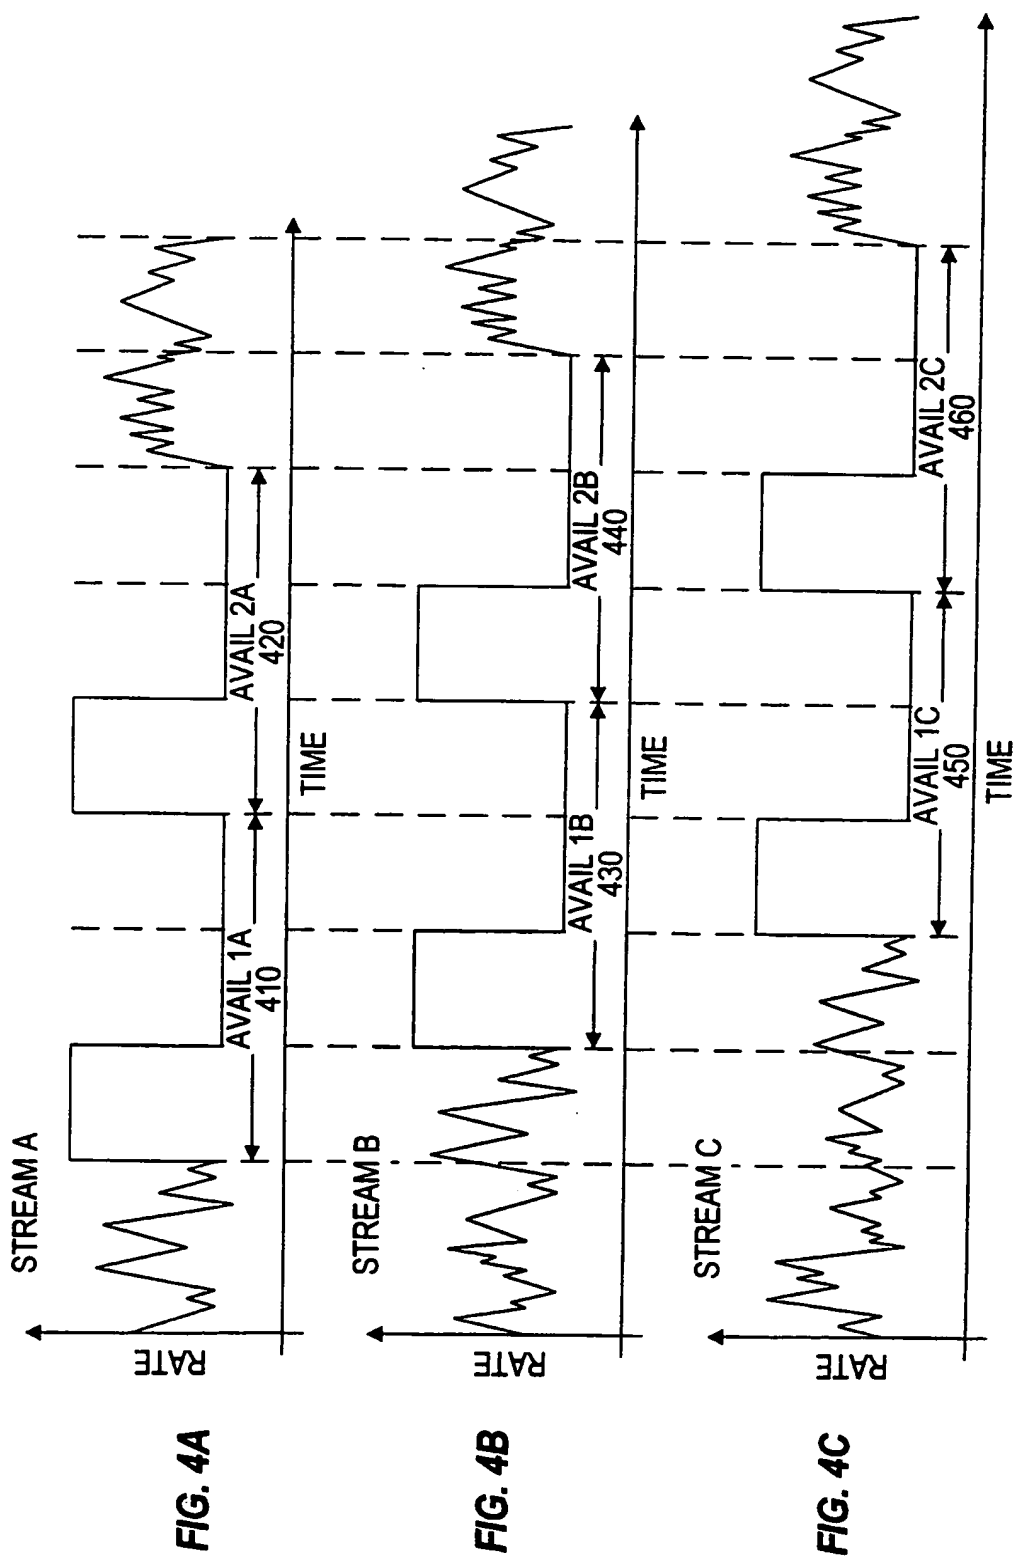 FIG. 4A
RATE
STREAM A
AVAIL 1A
410
AVAIL 2A
420
TIME
FIG. 4B
RATE
STREAM B
AVAIL 1B
430
AVAIL 2B
440
TIME
FIG. 4C
RATE
STREAM C
AVAIL 1C
450
AVAIL 2C
460
TIME